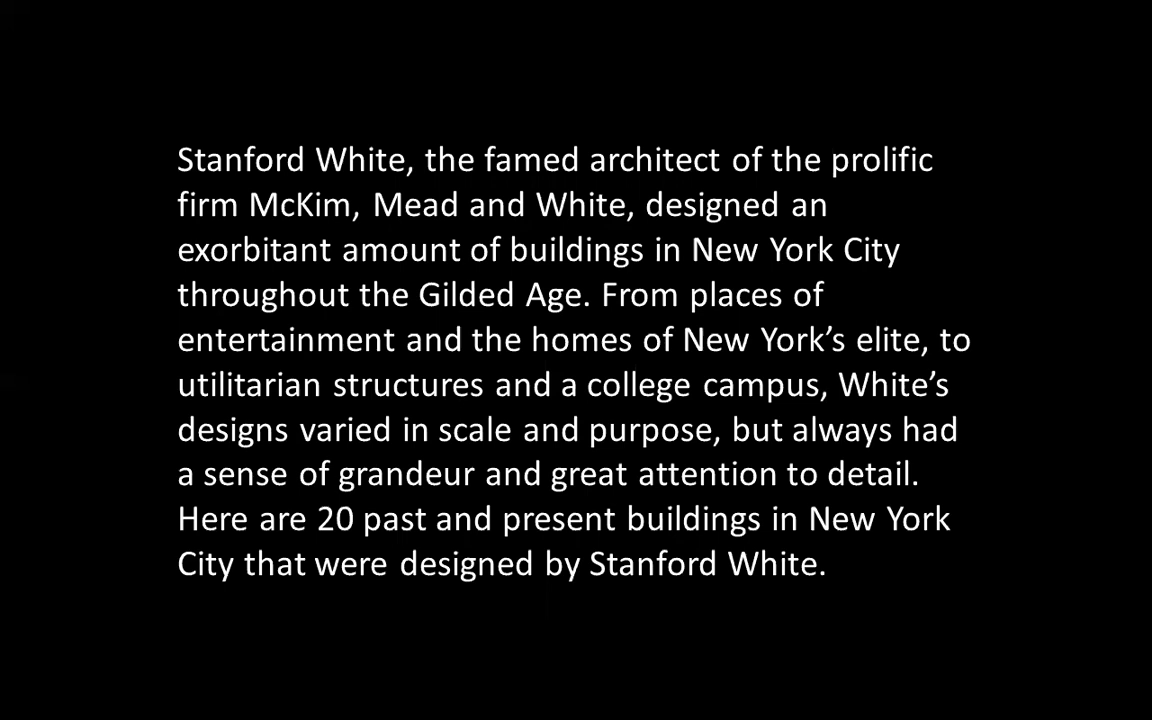 Stanford White, the famed architect of the prolific
firm McKim, Mead and White, designed an
exorbitant amount of buildings in New York City
throughout the Gilded Age. From places of
entertainment and the homes of New York’s elite, to
utilitarian structures and a college campus, White’s
designs varied in scale and purpose, but always had
a sense of grandeur and great attention to detail.
Here are 20 past and present buildings in New York
City that were designed by Stanford White.